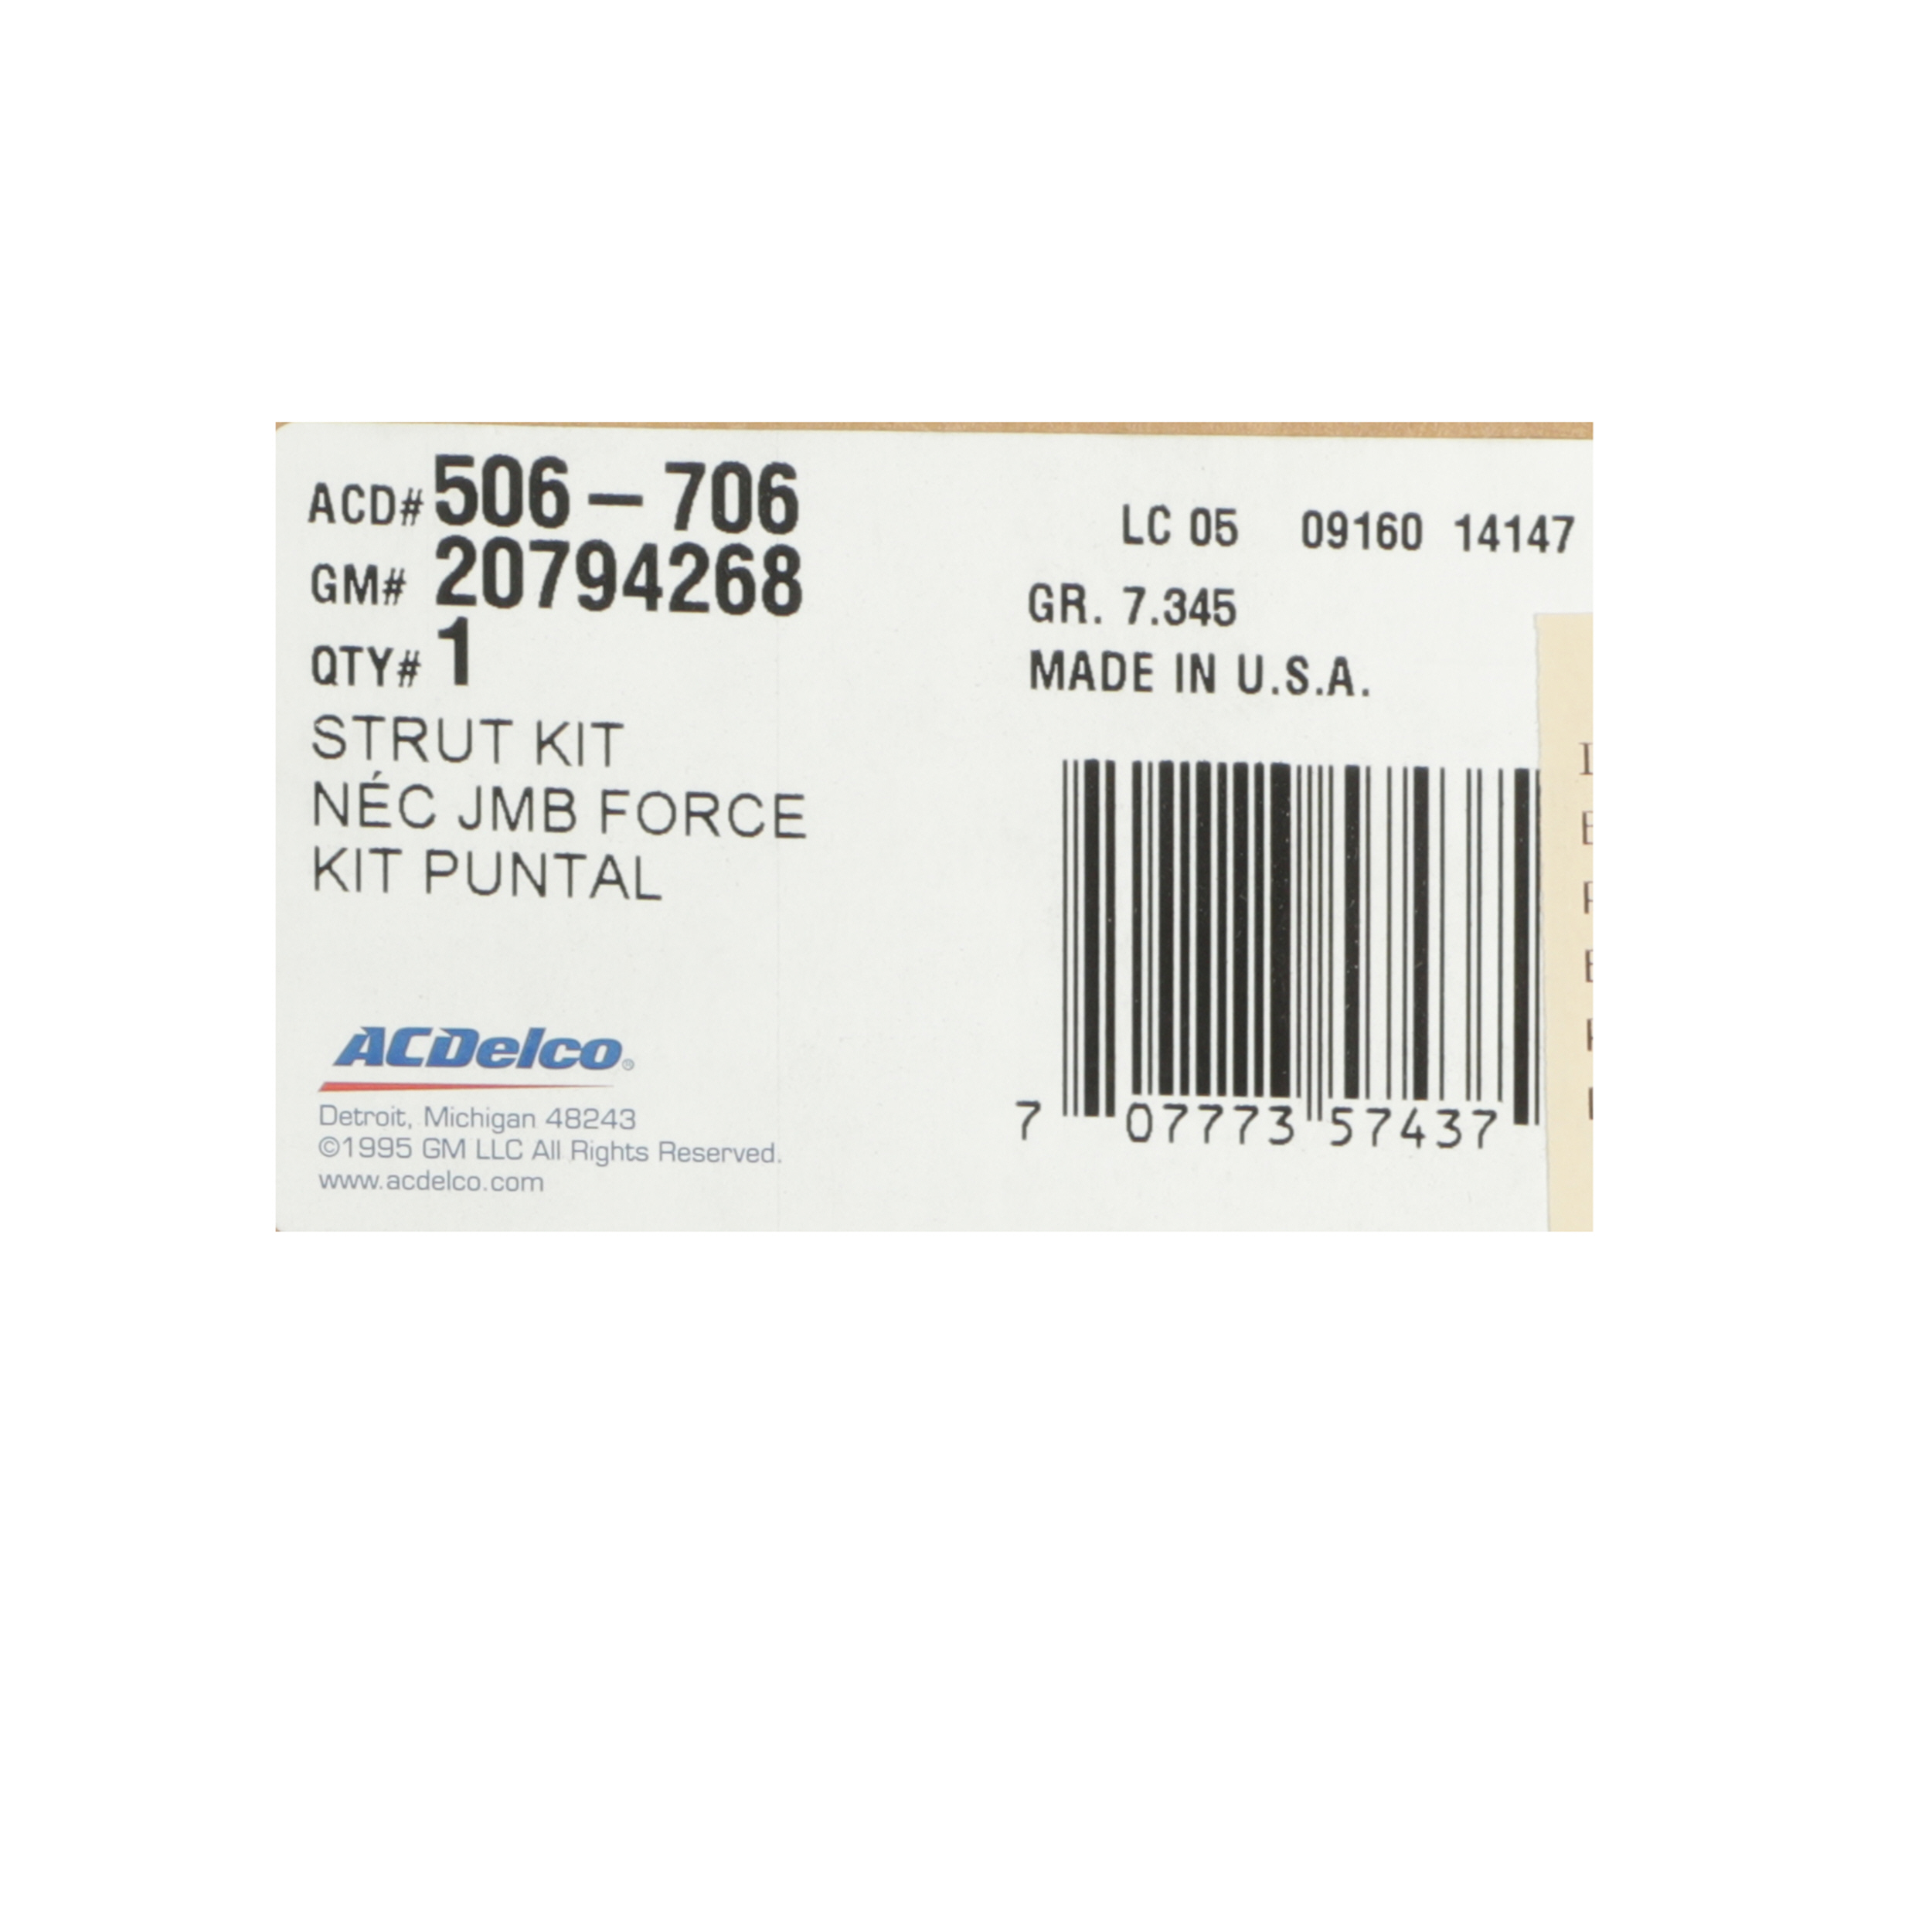 ACD# 506-706
GM# 20794268
QTY# 1
STRUT KIT
NÉC JMB FORCE
KIT PUNTAL
LC 05 09160 14147
GR. 7.345
MADE IN U.S.A.
7 07773 57437
ACDelco®
Detroit, Michigan 48243
©1995 GM LLC All Rights Reserved.
www.acdelco.com